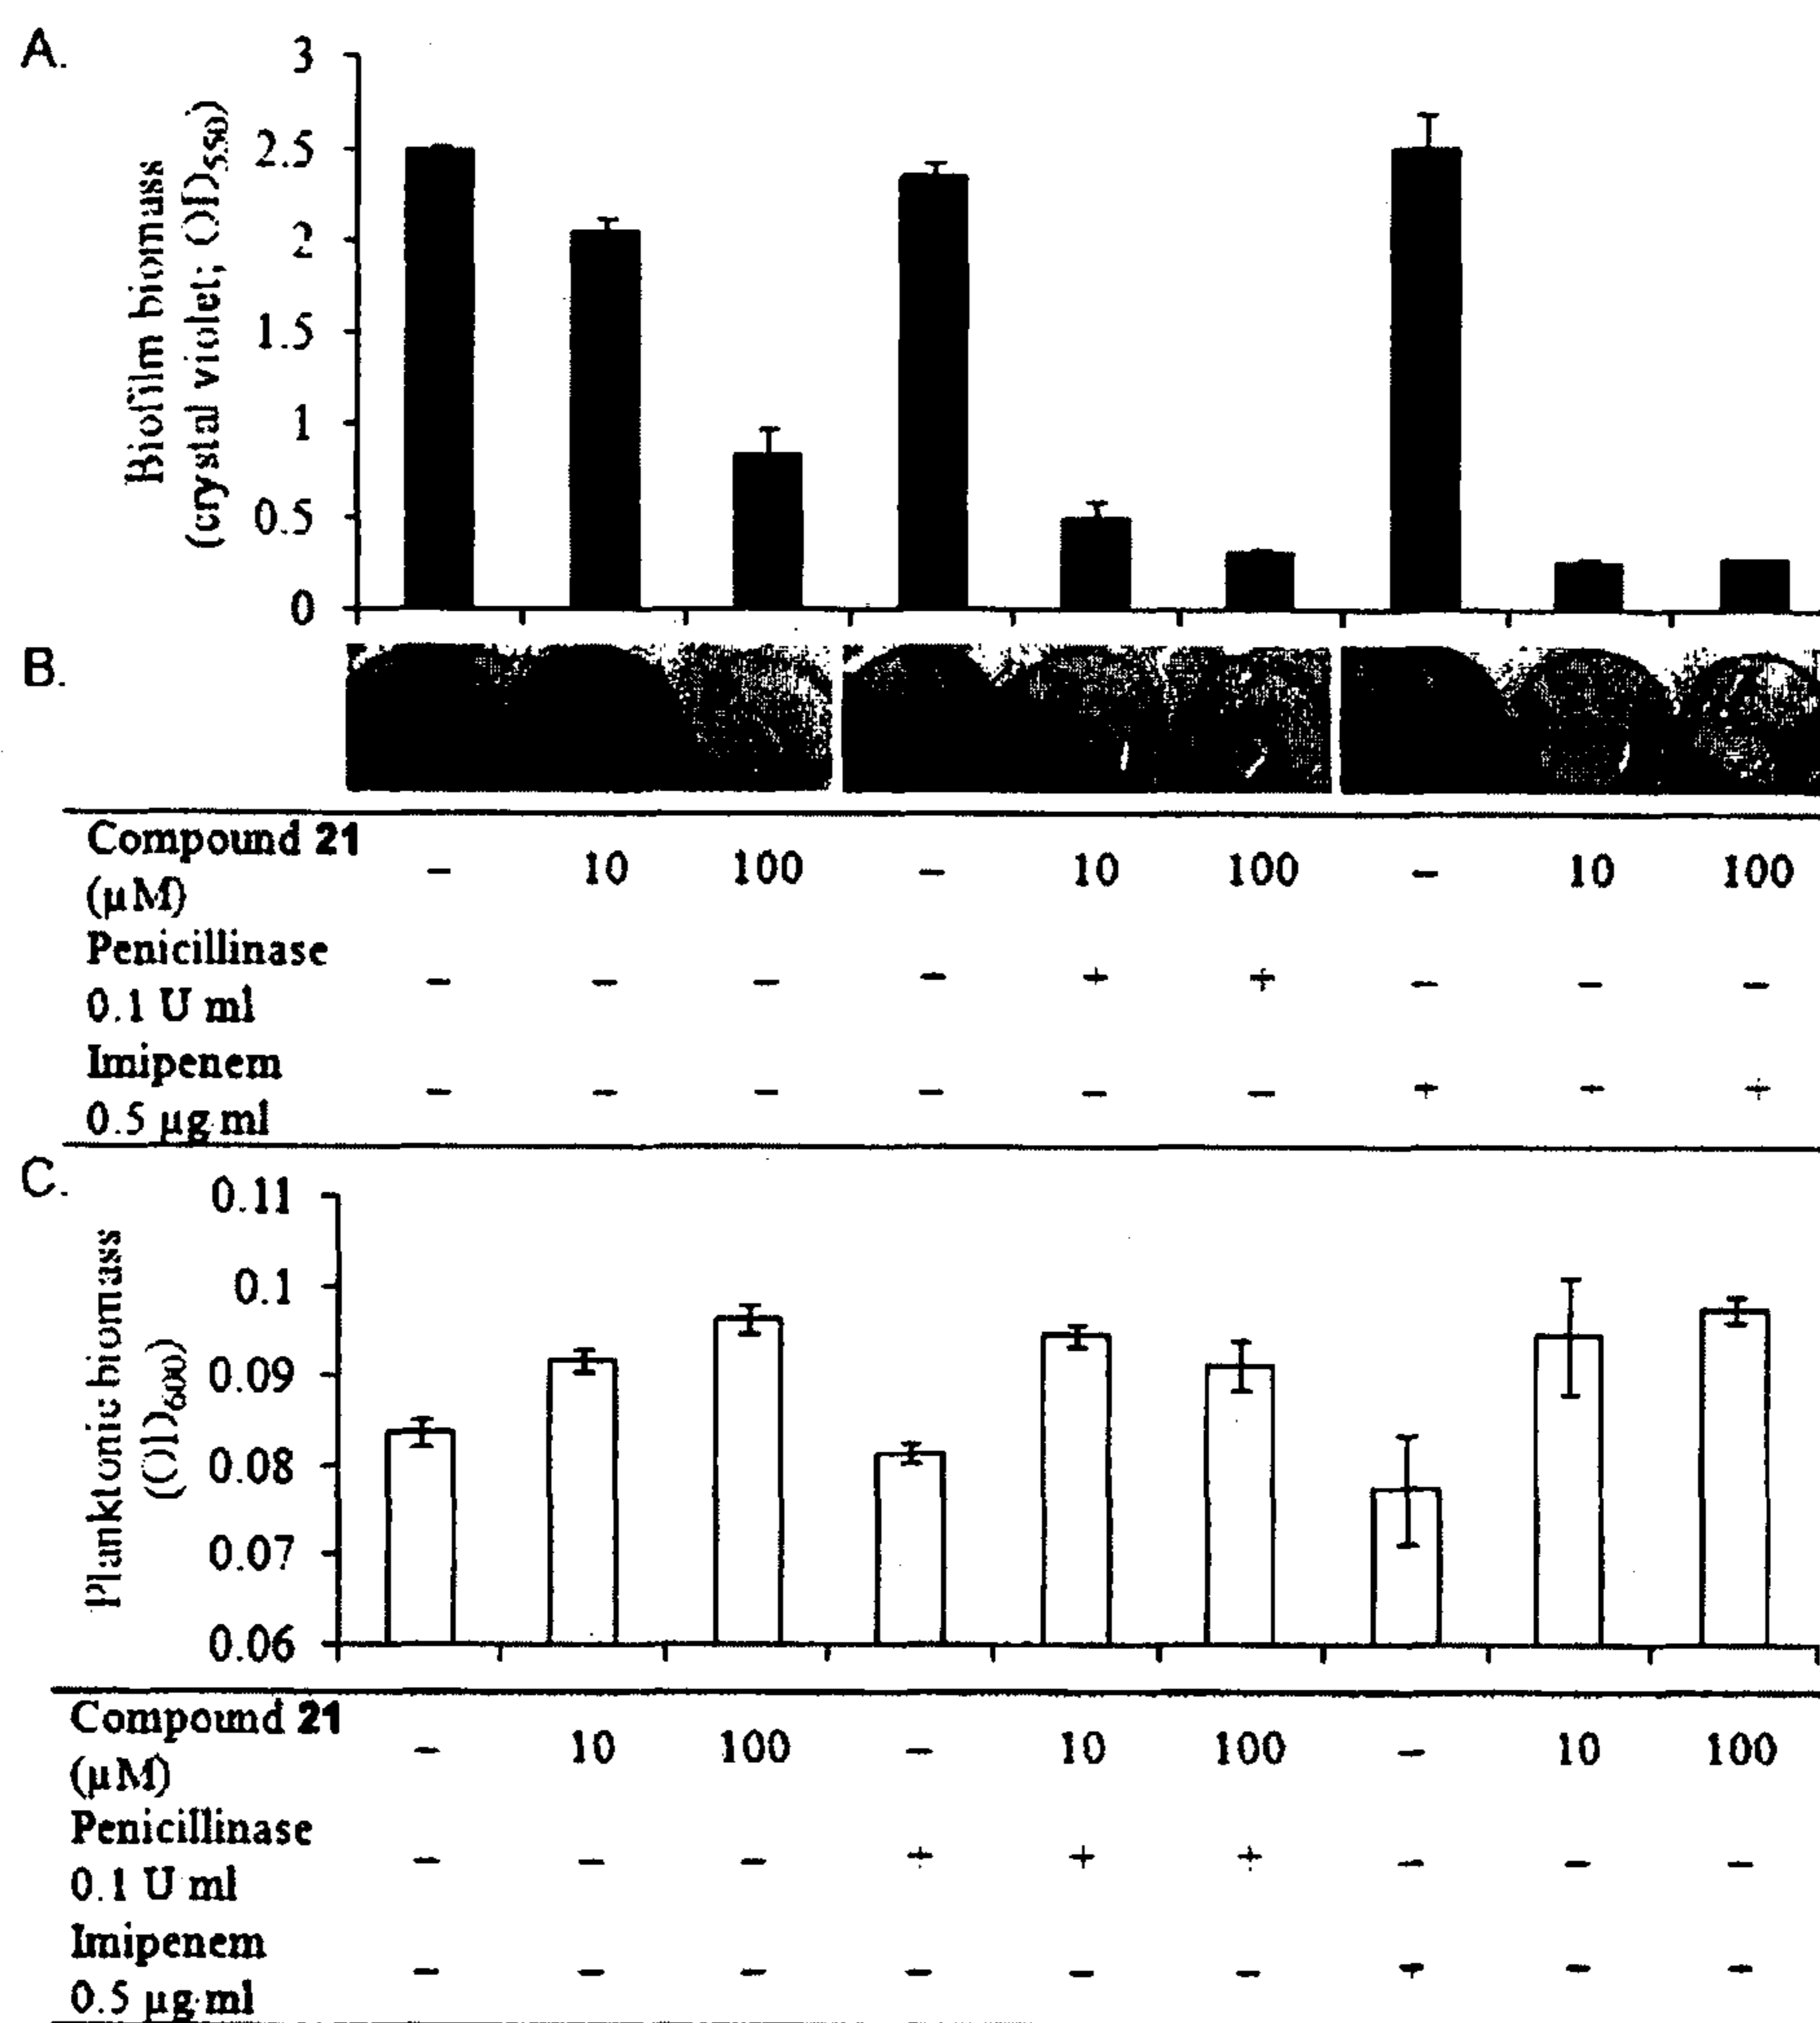 A.
3
2.5
2
1.5
1
0.5
0
Biofilm biomass
(crystal violet; OD550)
B.
Compound 21
(µM)
– 10 100 – 10 100 – 10 100
Penicillinase
0.1 U ml
– – – – + + – – –
Imipenem
0.5 µg ml
– – – – – – + + +
C.
0.11
0.1
0.09
0.08
0.07
0.06
Planktonic biomass
(OD600)
Compound 21
(µM)
– 10 100 – 10 100 – 10 100
Penicillinase
0.1 U ml
– – – + + + – – –
Imipenem
0.5 µg ml
– – – – – – + – –